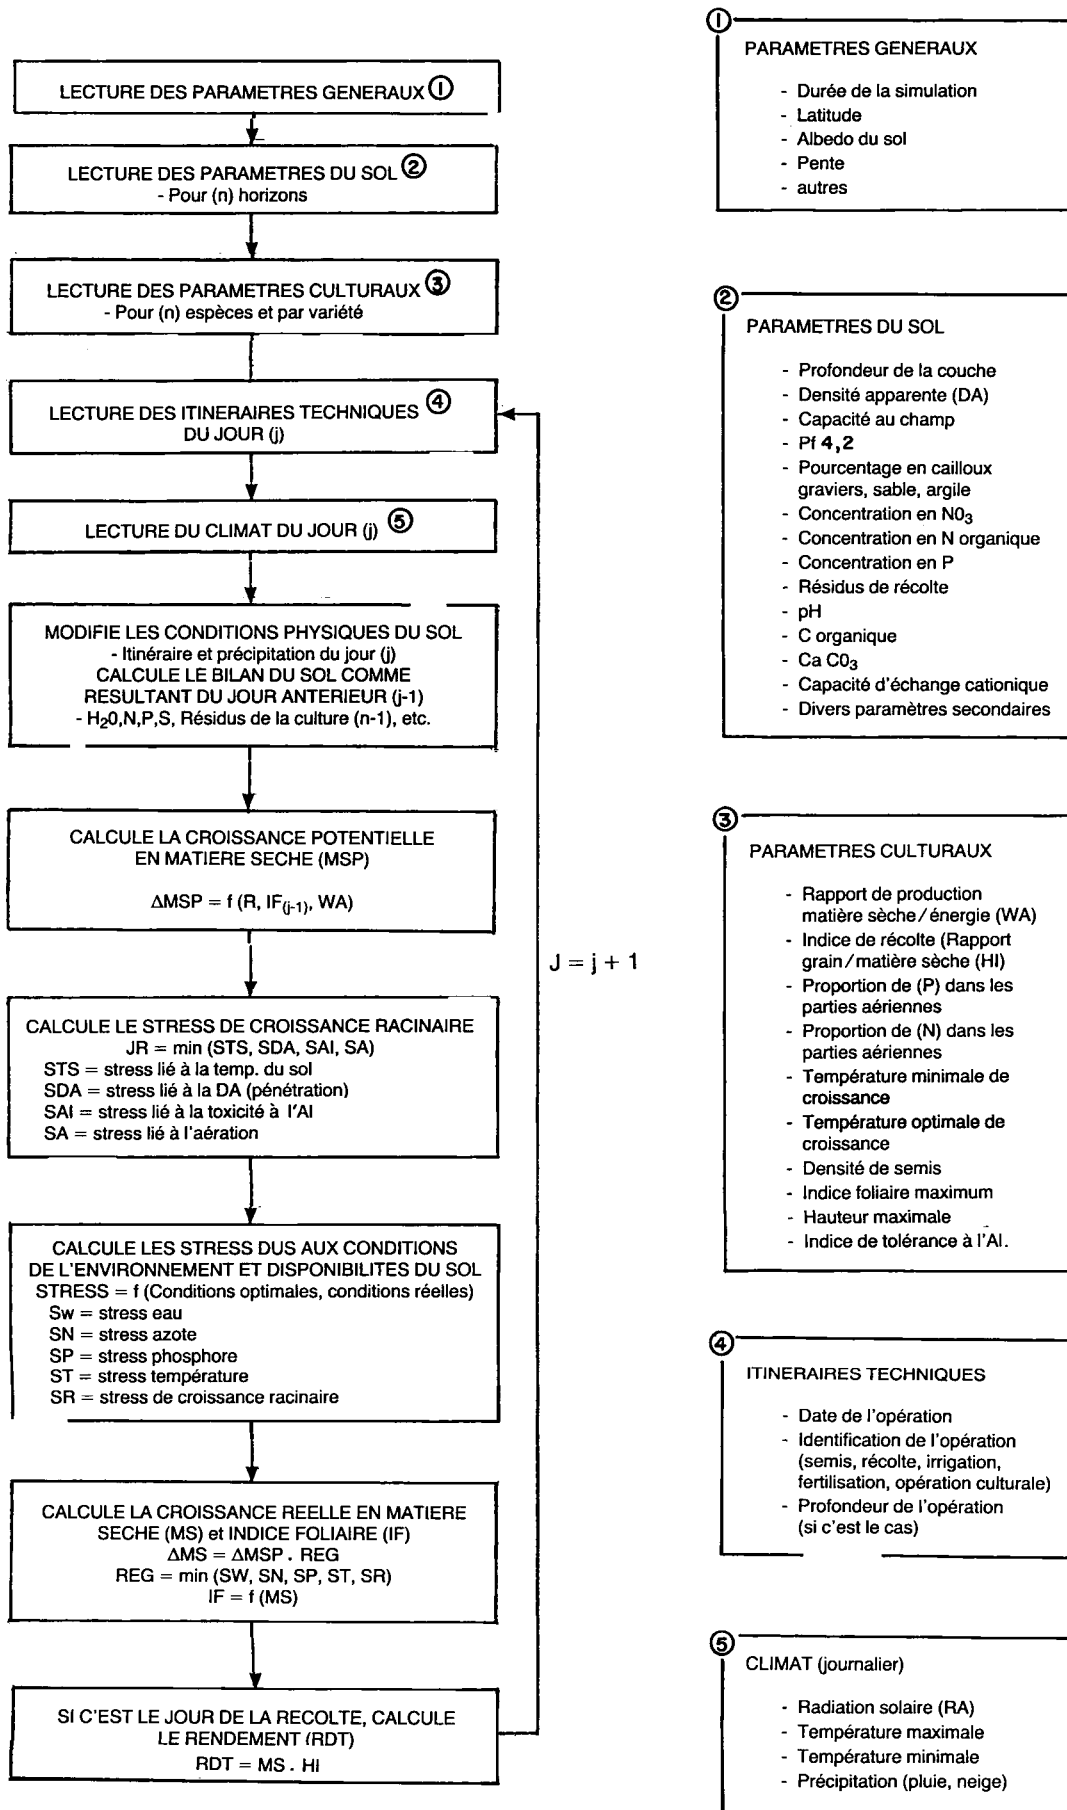 LECTURE DES PARAMETRES GENERAUX ①
LECTURE DES PARAMETRES DU SOL ②
- Pour (n) horizons
LECTURE DES PARAMETRES CULTURAUX ③
- Pour (n) espèces et par variété
LECTURE DES ITINERAIRES TECHNIQUES ④
DU JOUR (j)
LECTURE DU CLIMAT DU JOUR (j) ⑤
MODIFIE LES CONDITIONS PHYSIQUES DU SOL
- Itinéraire et précipitation du jour (j)
CALCULE LE BILAN DU SOL COMME
RESULTANT DU JOUR ANTERIEUR (j-1)
- H₂0,N,P,S, Résidus de la culture (n-1), etc.
CALCULE LA CROISSANCE POTENTIELLE
EN MATIERE SECHE (MSP)
ΔMSP = f (R, IF(j-1), WA)
CALCULE LE STRESS DE CROISSANCE RACINAIRE
JR = min (STS, SDA, SAI, SA)
STS = stress lié à la temp. du sol
SDA = stress lié à la DA (pénétration)
SAI = stress lié à la toxicité à l'Al
SA = stress lié à l'aération
CALCULE LES STRESS DUS AUX CONDITIONS
DE L'ENVIRONNEMENT ET DISPONIBILITES DU SOL
STRESS = f (Conditions optimales, conditions réelles)
Sw = stress eau
SN = stress azote
SP = stress phosphore
ST = stress température
SR = stress de croissance racinaire
CALCULE LA CROISSANCE REELLE EN MATIERE
SECHE (MS) et INDICE FOLIAIRE (IF)
ΔMS = ΔMSP . REG
REG = min (SW, SN, SP, ST, SR)
IF = f (MS)
SI C'EST LE JOUR DE LA RECOLTE, CALCULE
LE RENDEMENT (RDT)
RDT = MS . HI
J = j + 1
①
PARAMETRES GENERAUX
- Durée de la simulation
- Latitude
- Albedo du sol
- Pente
- autres
②
PARAMETRES DU SOL
- Profondeur de la couche
- Densité apparente (DA)
- Capacité au champ
- Pf 4,2
- Pourcentage en cailloux
graviers, sable, argile
- Concentration en N0₃
- Concentration en N organique
- Concentration en P
- Résidus de récolte
- pH
- C organique
- Ca C0₃
- Capacité d'échange cationique
- Divers paramètres secondaires
③
PARAMETRES CULTURAUX
- Rapport de production
matière sèche/énergie (WA)
- Indice de récolte (Rapport
grain/matière sèche (HI)
- Proportion de (P) dans les
parties aériennes
- Proportion de (N) dans les
parties aériennes
- Température minimale de
croissance
- Température optimale de
croissance
- Densité de semis
- Indice foliaire maximum
- Hauteur maximale
- Indice de tolérance à l'Al.
④
ITINERAIRES TECHNIQUES
- Date de l'opération
- Identification de l'opération
(semis, récolte, irrigation,
fertilisation, opération culturale)
- Profondeur de l'opération
(si c'est le cas)
⑤
CLIMAT (journalier)
- Radiation solaire (RA)
- Température maximale
- Température minimale
- Précipitation (pluie, neige)